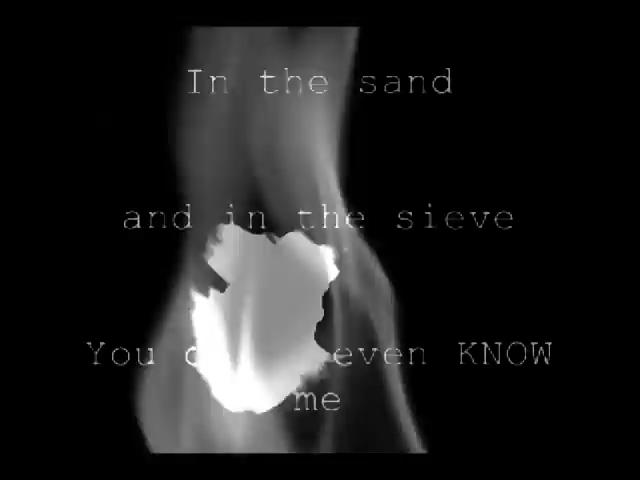 In the sand
and in the sieve
You even KNOW
me